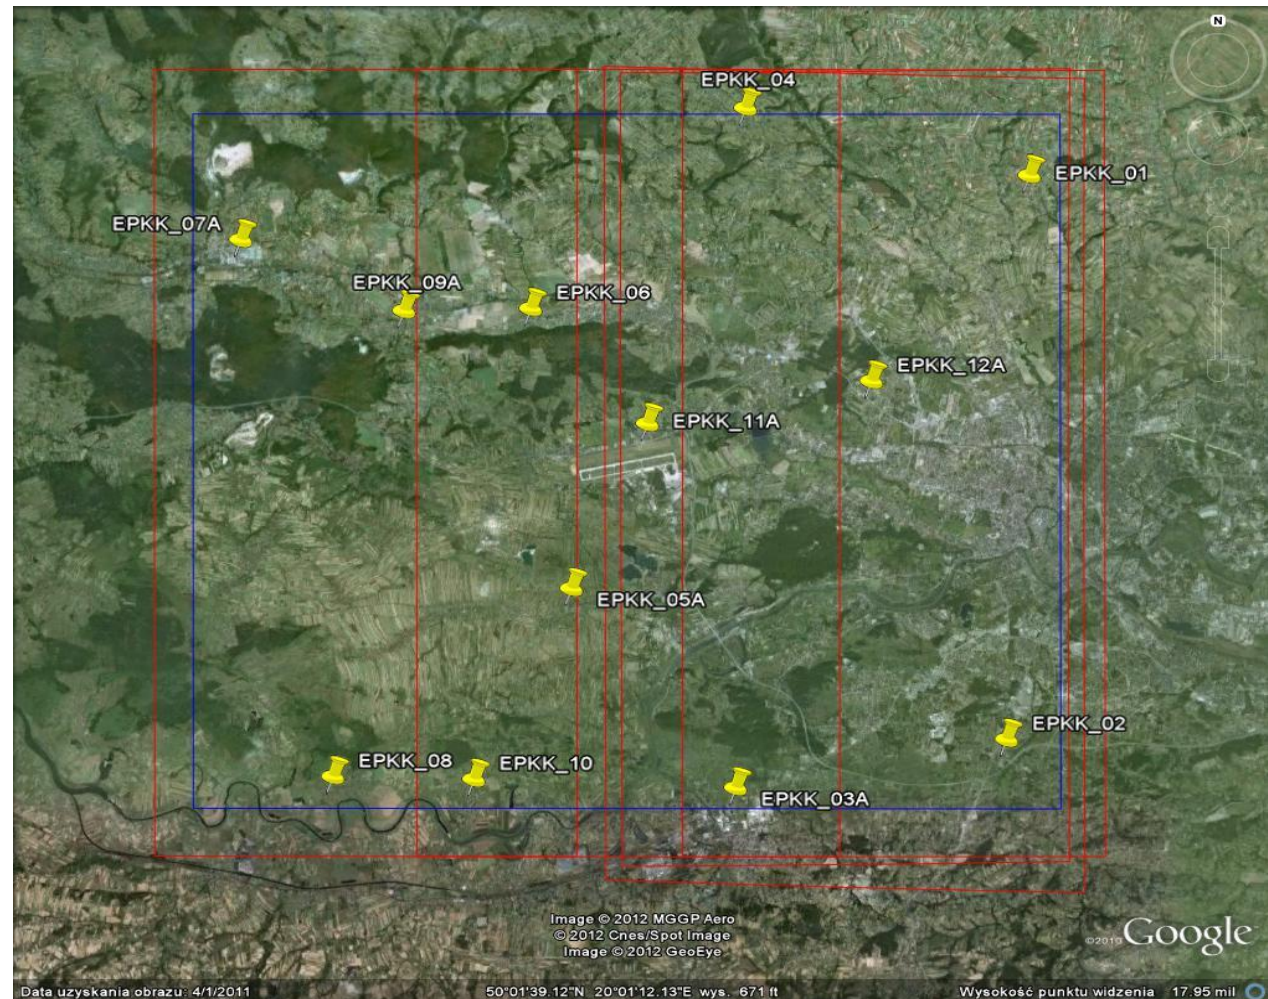 N
EPKK_04
EPKK_01
EPKK_07A
EPKK_09A
EPKK_06
EPKK_12A
EPKK_11A
EPKK_05A
EPKK_02
EPKK_08
EPKK_10
EPKK_03A
Image © 2012 MGGP Aero
© 2012 Cnes/Spot Image
Image © 2012 GeoEye
©2010 Google
Data uzyskania obrazu: 4/1/2011 50°01'39.12"N 20°01'12.13"E wys. 671 ft Wysokość punktu widzenia 17.95 mil